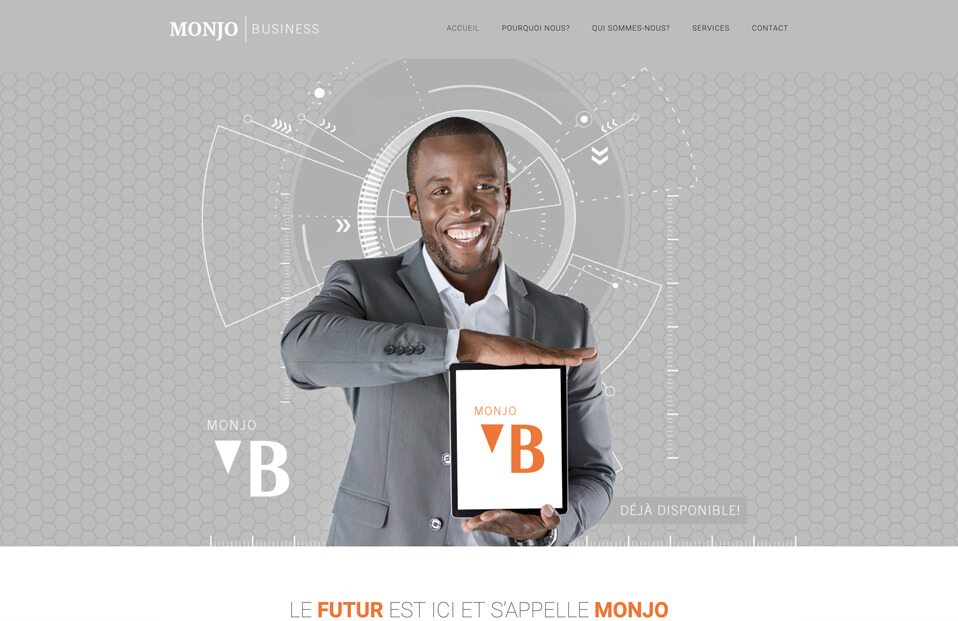 MONJO BUSINESS
ACCUEIL POURQUOI NOUS? QUI SOMMES-NOUS? SERVICES CONTACT
MONJO
B
MONJO
B
DÉJÀ DISPONIBLE!
LE FUTUR EST ICI ET S'APPELLE MONJO